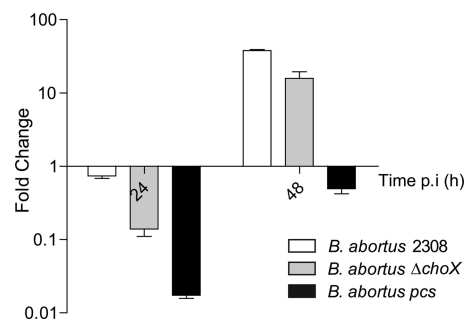 Fold Change
100
10
1
0.1
0.01
24
48
Time p.i (h)
B. abortus 2308
B. abortus ΔchoX
B. abortus pcs